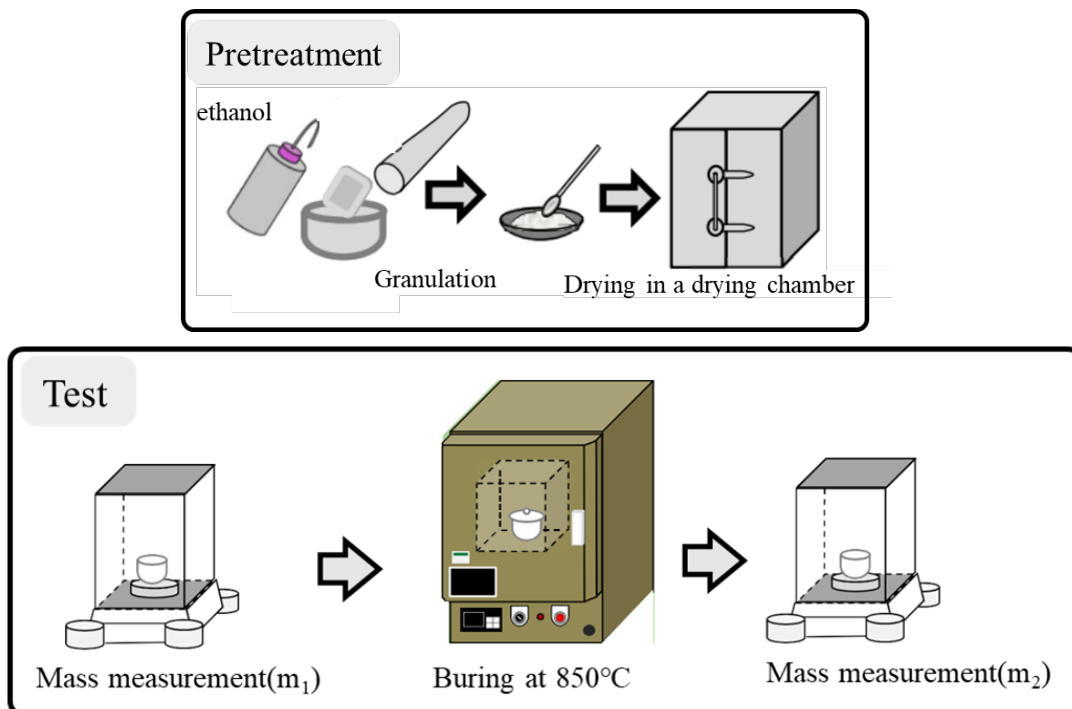 Pretreatment
ethanol
Granulation
Drying in a drying chamber
Test
Mass measurement(m₁)
Buring at 850℃
Mass measurement(m₂)